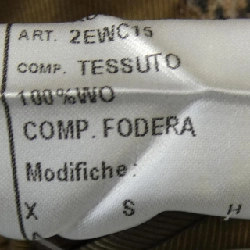 ART. 2EWC15
COMP. TESSUTO
100%WO
COMP. FODERA
Modifiche :
X S H